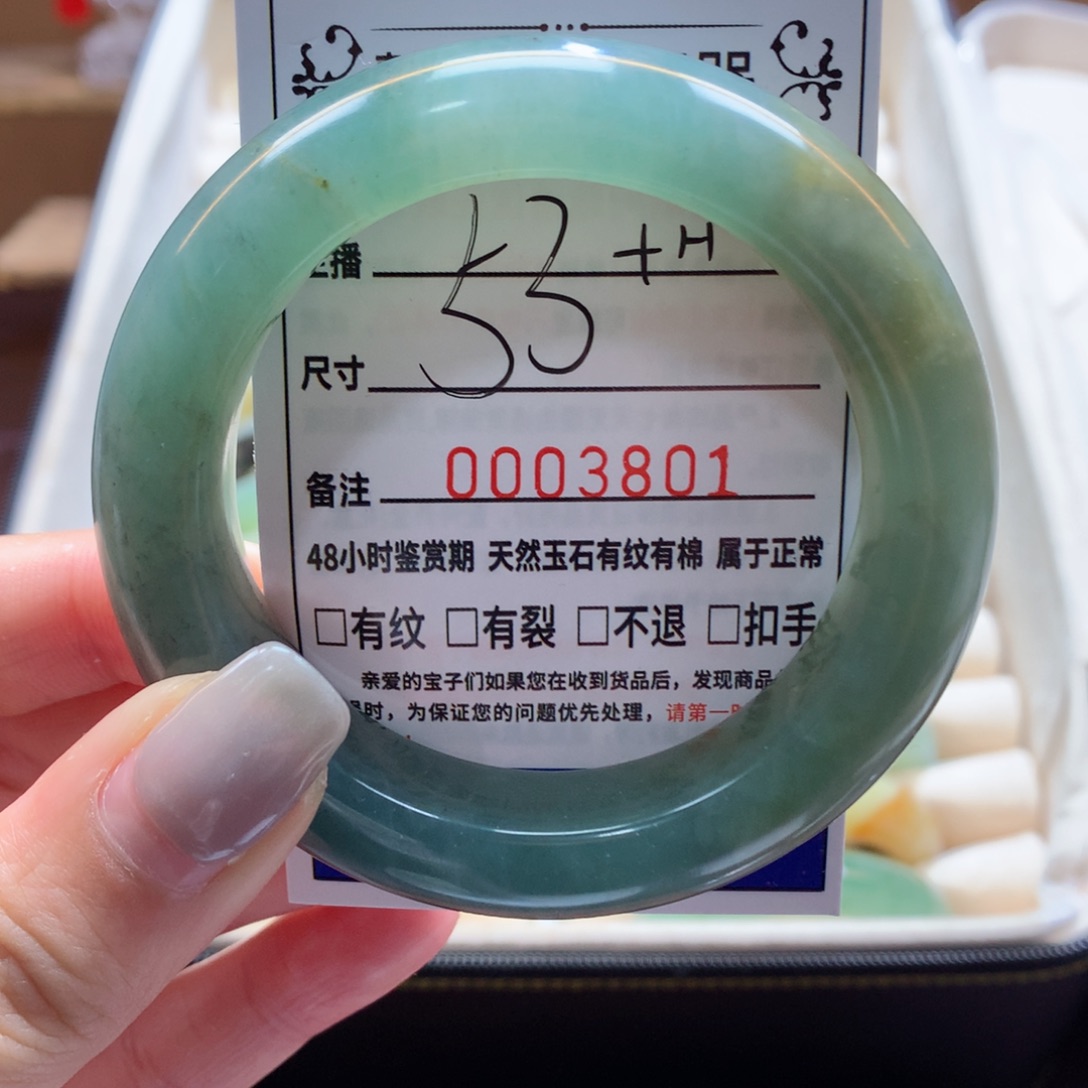 播
53+H
尺寸
备注 0003801
48小时鉴赏期 天然玉石有纹有棉 属于正常
□有纹 □有裂 □不退 □扣手
亲爱的宝子们如果您在收到货品后，发现商品
时，为保证您的问题优先处理，请第一